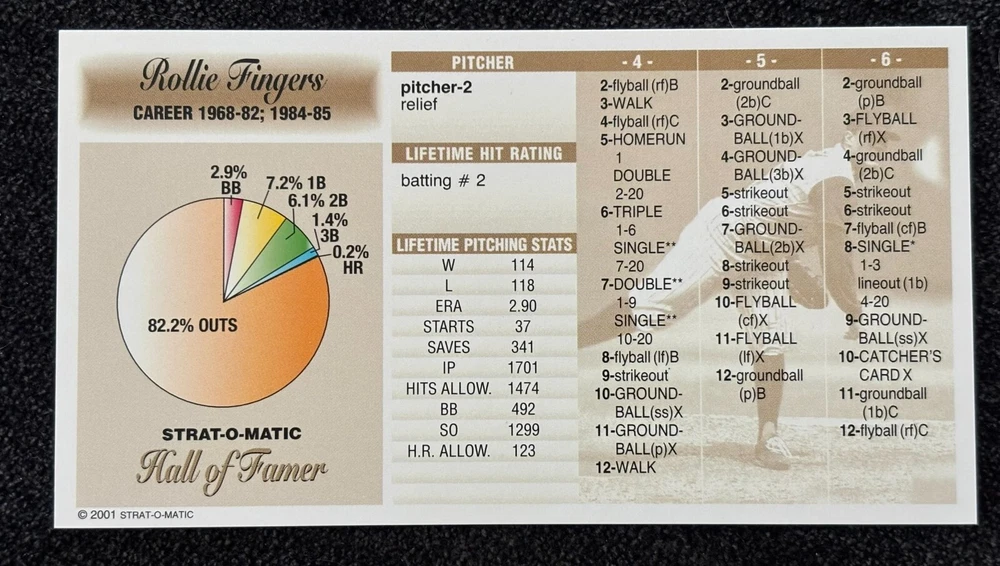 Rollie Fingers
CAREER 1968-82; 1984-85
2.9%
BB
7.2% 1B
6.1% 2B
1.4%
3B
0.2%
HR
82.2% OUTS
STRAT-O-MATIC
Hall of Famer
© 2001 STRAT-O-MATIC
PITCHER
pitcher-2
relief
LIFETIME HIT RATING
batting # 2
LIFETIME PITCHING STATS
W 114
L 118
ERA 2.90
STARTS 37
SAVES 341
IP 1701
HITS ALLOW. 1474
BB 492
SO 1299
H.R. ALLOW. 123
- 4 -
2-flyball (rf)B
3-WALK
4-flyball (rf)C
5-HOMERUN
1
DOUBLE
2-20
6-TRIPLE
1-6
SINGLE**
7-20
7-DOUBLE**
1-9
SINGLE**
10-20
8-flyball (lf)B
9-strikeout
10-GROUND-
BALL(ss)X
11-GROUND-
BALL(p)X
12-WALK
- 5 -
2-groundball
(2b)C
3-GROUND-
BALL(1b)X
4-GROUND-
BALL(3b)X
5-strikeout
6-strikeout
7-GROUND-
BALL(2b)X
8-strikeout
9-strikeout
10-FLYBALL
(cf)X
11-FLYBALL
(lf)X
12-groundball
(p)B
- 6 -
2-groundball
(p)B
3-FLYBALL
(rf)X
4-groundball
(2b)C
5-strikeout
6-strikeout
7-flyball (cf)B
8-SINGLE*
1-3
lineout (1b)
4-20
9-GROUND-
BALL(ss)X
10-CATCHER'S
CARD X
11-groundball
(1b)C
12-flyball (rf)C